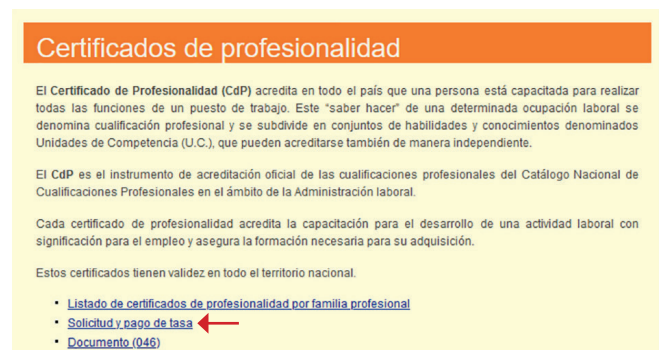 Certificados de profesionalidad
El Certificado de Profesionalidad (CdP) acredita en todo el país que una persona está capacitada para realizar
todas las funciones de un puesto de trabajo. Este "saber hacer" de una determinada ocupación laboral se
denomina cualificación profesional y se subdivide en conjuntos de habilidades y conocimientos denominados
Unidades de Competencia (U.C.), que pueden acreditarse también de manera independiente.
El CdP es el instrumento de acreditación oficial de las cualificaciones profesionales del Catálogo Nacional de
Cualificaciones Profesionales en el ámbito de la Administración laboral.
Cada certificado de profesionalidad acredita la capacitación para el desarrollo de una actividad laboral con
significación para el empleo y asegura la formación necesaria para su adquisición.
Estos certificados tienen validez en todo el territorio nacional.
• Listado de certificados de profesionalidad por familia profesional
• Solicitud y pago de tasa
• Documento (046)